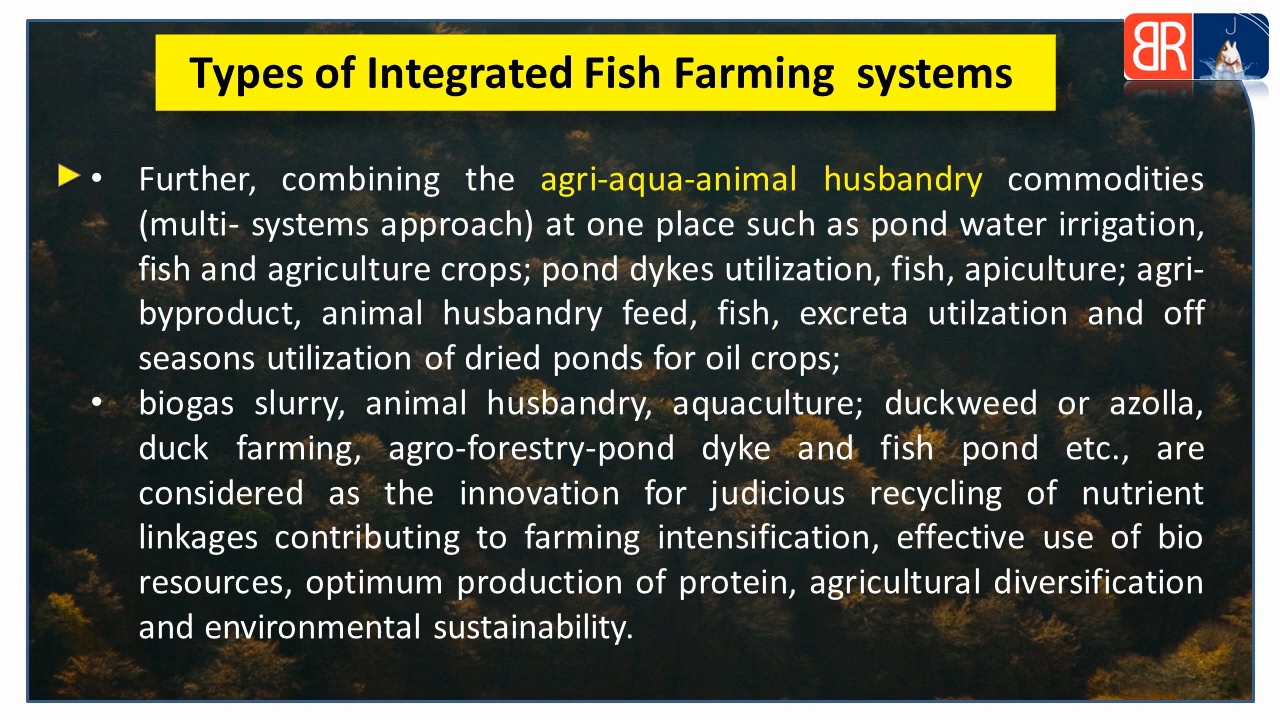 Types of Integrated Fish Farming  systems
BR
• Further, combining the agri-aqua-animal husbandry commodities
(multi- systems approach) at one place such as pond water irrigation,
fish and agriculture crops; pond dykes utilization, fish, apiculture; agri-
byproduct, animal husbandry feed, fish, excreta utilzation and off
seasons utilization of dried ponds for oil crops;
• biogas slurry, animal husbandry, aquaculture; duckweed or azolla,
duck farming, agro-forestry-pond dyke and fish pond etc., are
considered as the innovation for judicious recycling of nutrient
linkages contributing to farming intensification, effective use of bio
resources, optimum production of protein, agricultural diversification
and environmental sustainability.